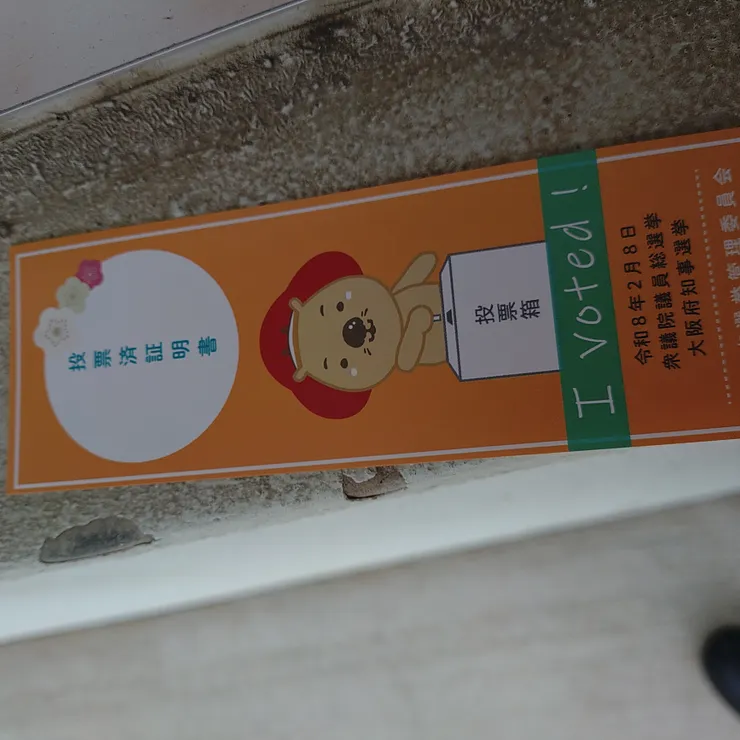 投票済証明書
投票箱
I voted!
令和8年2月8日
衆議院議員総選挙
大阪府知事選挙
選挙管理委員会